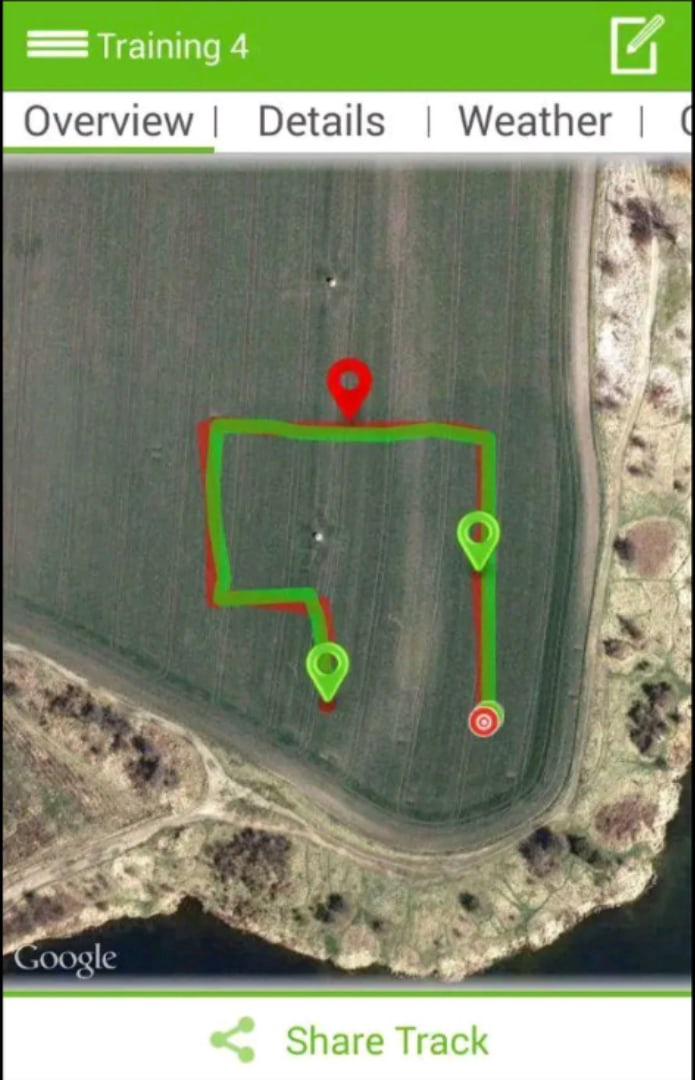 Training 4
Overview | Details | Weather |
Google
Share Track